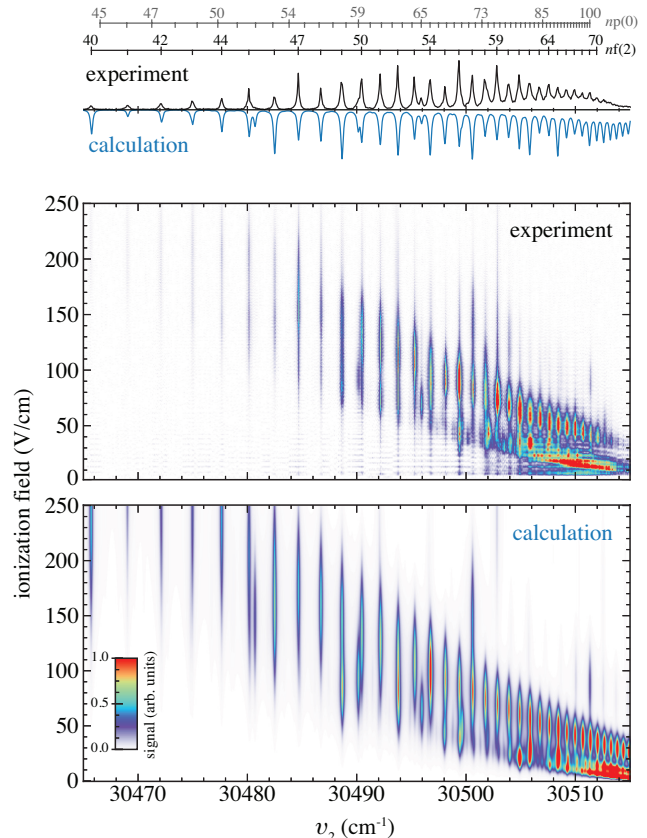 45 47 50 54 59 65 73 85 100 np(0)
40 42 44 47 50 54 59 64 70 nf(2)
experiment
calculation
250
experiment
200
150
100
50
0
ionization field (V/cm)
250
calculation
200
150
100
50
0
1.0
0.5
0.0
signal (arb. units)
30470 30480 30490 30500 30510
υ₂ (cm⁻¹)